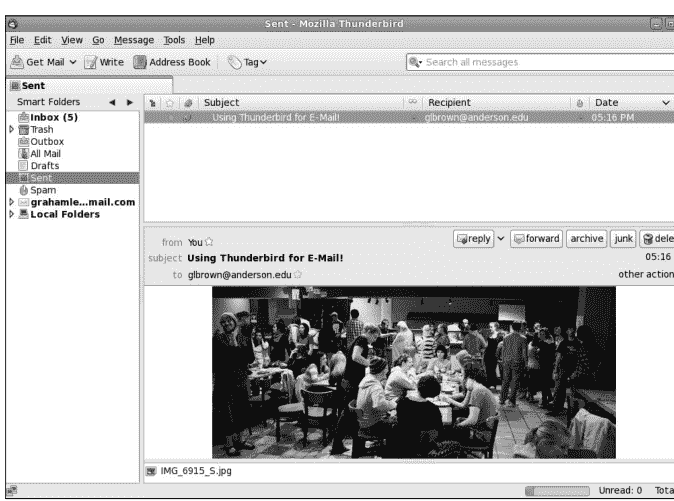 Sent - Mozilla Thunderbird
File Edit View Go Message Tools Help
Get Mail Write Address Book Tag Search all messages
Sent
Smart Folders Subject Recipient Date
Inbox (5) Using Thunderbird for E-Mail! glbrown@anderson.edu 05:16 PM
Trash
Outbox
All Mail
Drafts
Sent
Spam
grahamle...mail.com
Local Folders
from You reply forward archive junk dele
subject Using Thunderbird for E-Mail! 05:16
to glbrown@anderson.edu other action
IMG_6915_S.jpg
Unread: 0 Tota